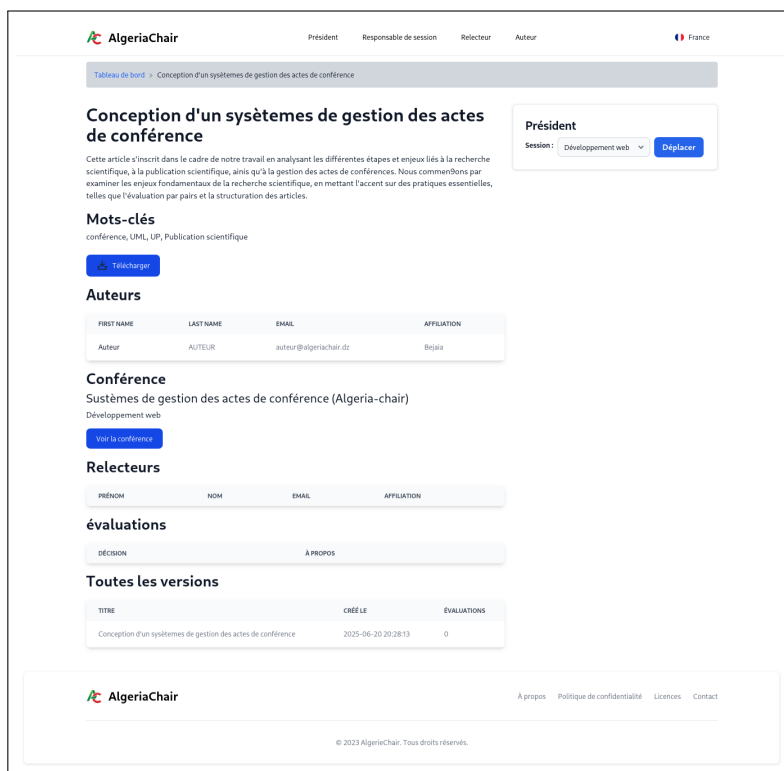 AlgeriaChair
Président Responsable de session Relecteur Auteur
France
Tableau de bord > Conception d'un sysètemes de gestion des actes de conférence
Conception d'un sysètemes de gestion des actes
de conférence
Cette article s'inscrit dans le cadre de notre travail en analysant les différentes étapes et enjeux liés à la recherche
scientifique, à la publication scientifique, ainis qu'à la gestion des actes de conférences. Nous commen9ons par
examiner les enjeux fondamentaux de la recherche scientifique, en mettant l'accent sur des pratiques essentielles,
telles que l'évaluation par pairs et la structuration des articles.
Président
Session : Développement web Déplacer
Mots-clés
conférence, UML, UP, Publication scientifique
Télécharger
Auteurs
FIRST NAME LAST NAME EMAIL AFFILIATION
Auteur AUTEUR auteur@algeriachair.dz Bejaia
Conférence
Sustèmes de gestion des actes de conférence (Algeria-chair)
Développement web
Voir la conférence
Relecteurs
PRÉNOM NOM EMAIL AFFILIATION
évaluations
DÉCISION À PROPOS
Toutes les versions
TITRE CRÉÉ LE ÉVALUATIONS
Conception d'un sysètemes de gestion des actes de conférence 2025-06-20 20:28:13 0
AlgeriaChair
À propos Politique de confidentialité Licences Contact
© 2023 AlgerieChair. Tous droits réservés.